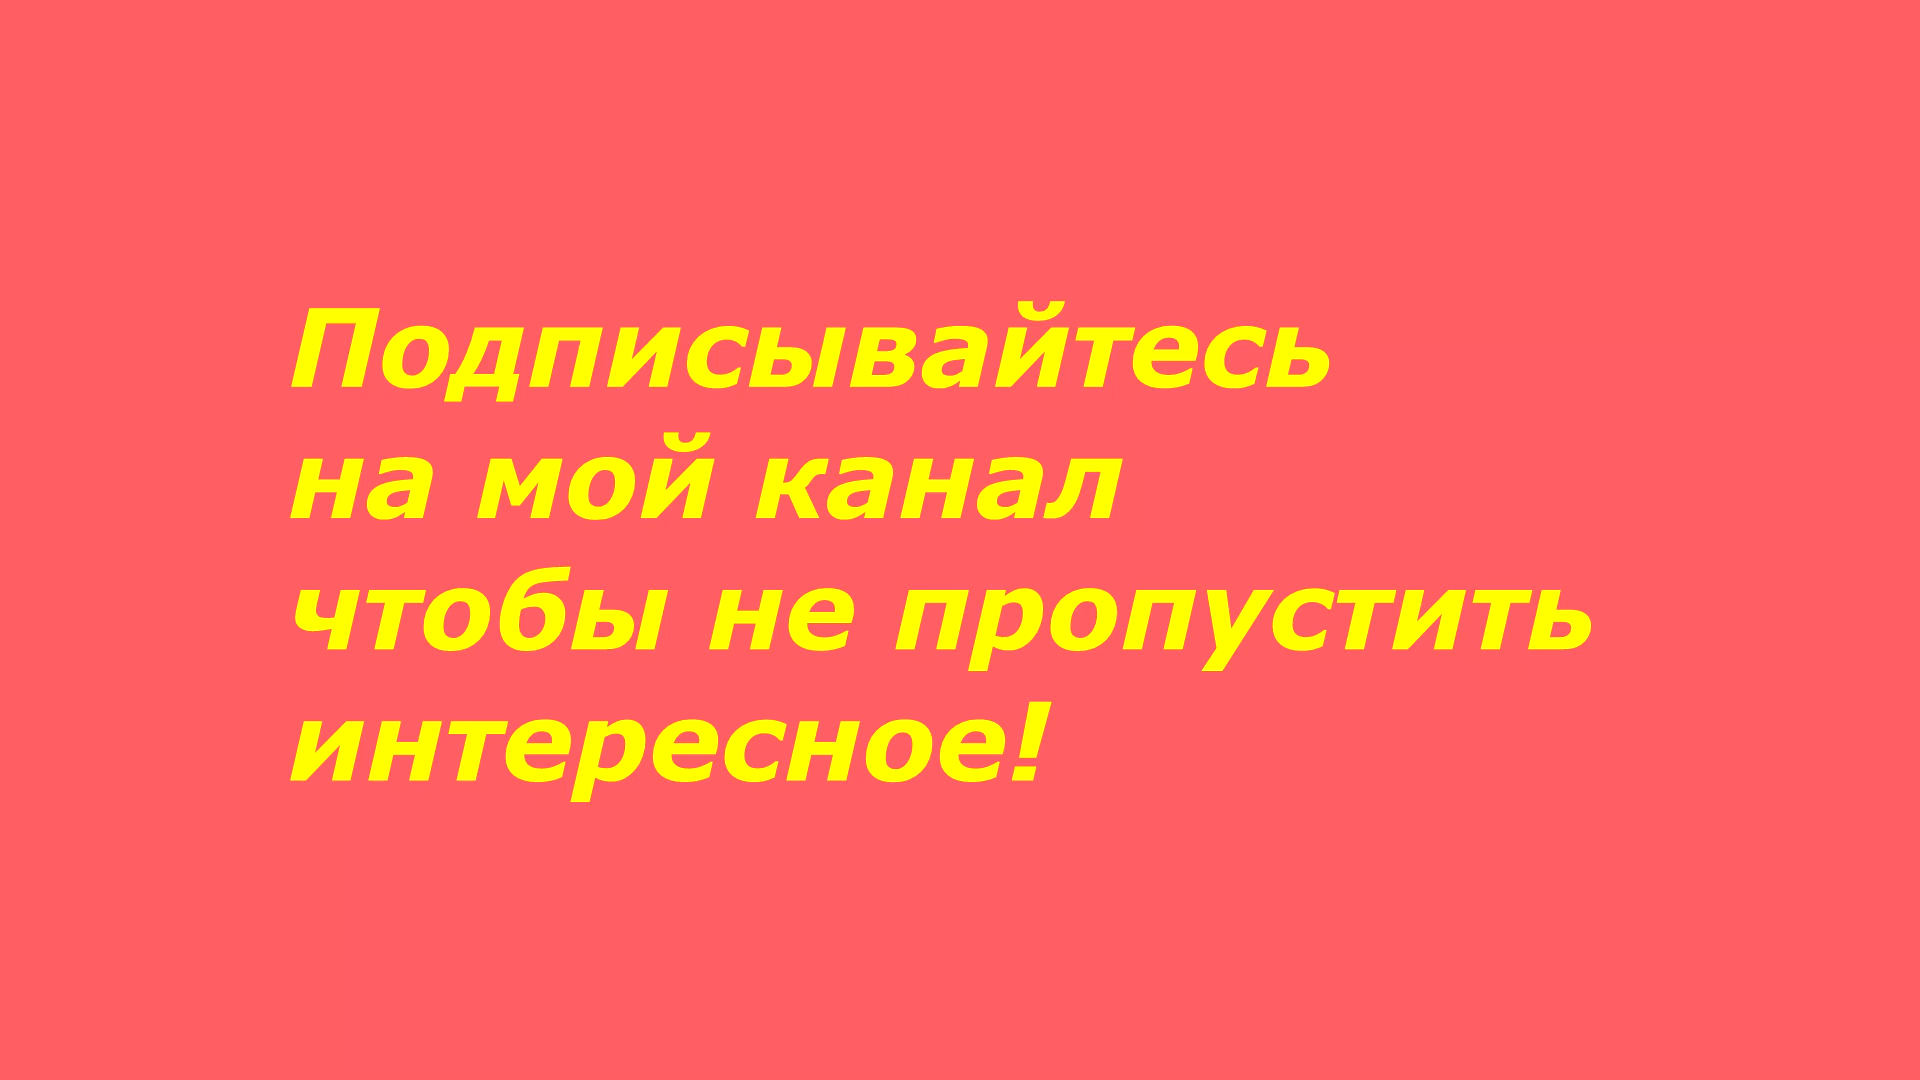 Подписывайтесь
на мой канал
чтобы не пропустить
интересное!